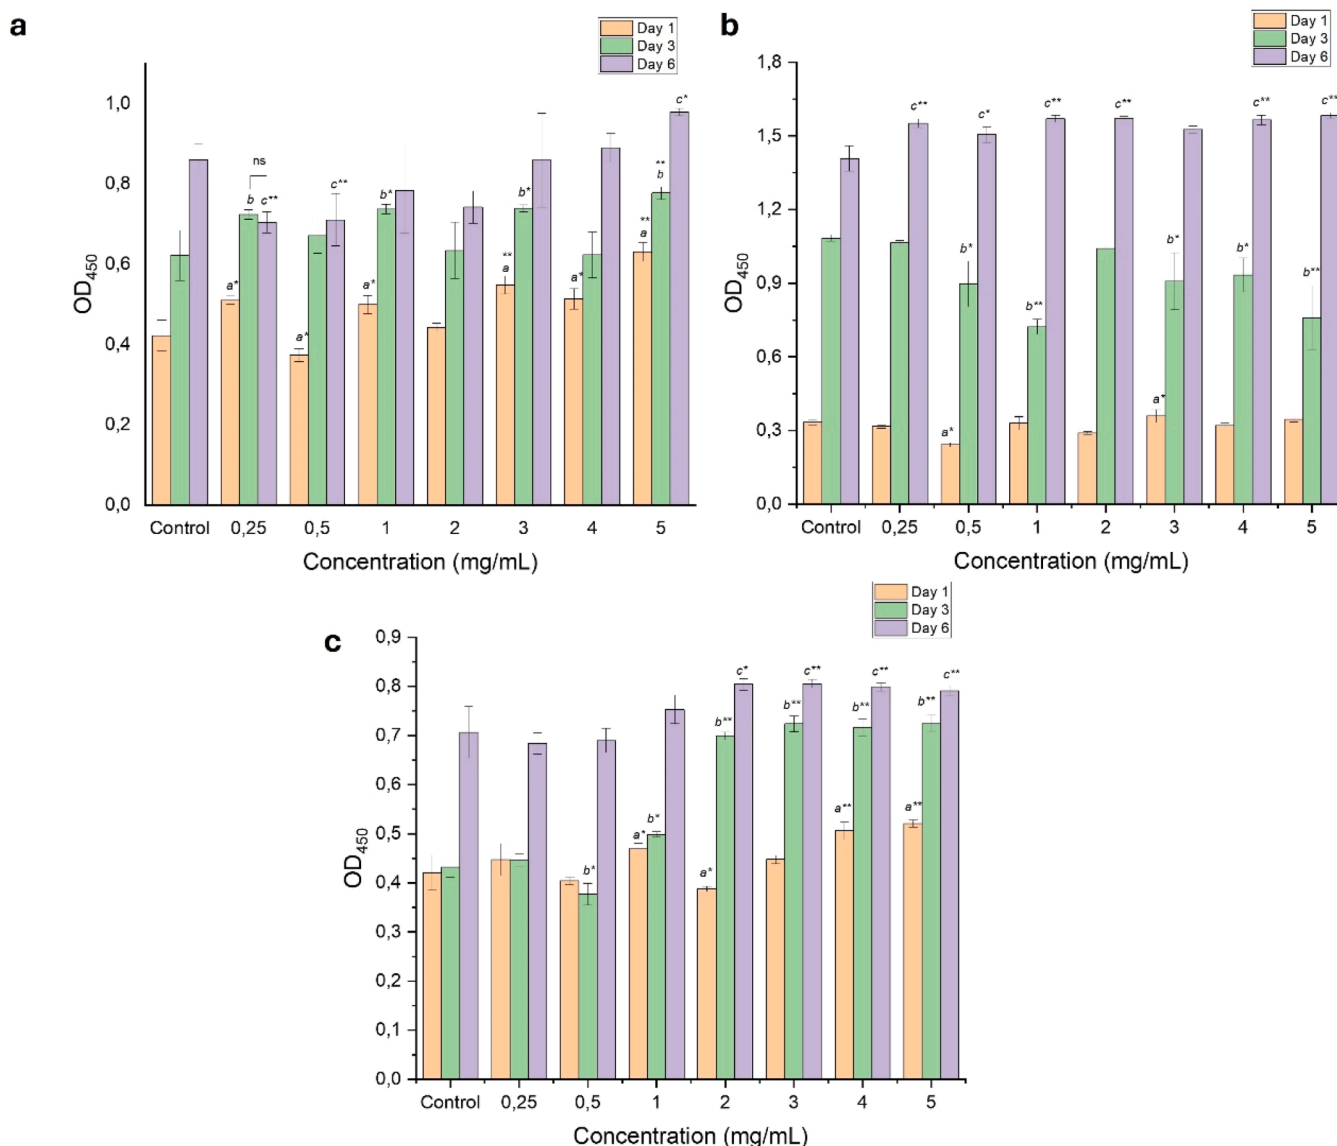 a
Day 1
Day 3
Day 6
1,0
0,8
0,6
0,4
0,2
0,0
OD450
ns
a*
b
c**
a*
c**
a*
b*
**
a
b*
a*
**
a
**
b
c*
Control 0,25 0,5 1 2 3 4 5
Concentration (mg/mL)
b
Day 1
Day 3
Day 6
1,8
1,5
1,2
0,9
0,6
0,3
0,0
OD450
c**
a*
b*
c*
b**
c**
c**
a*
b*
b*
c**
b**
c**
Control 0,25 0,5 1 2 3 4 5
Concentration (mg/mL)
c
Day 1
Day 3
Day 6
0,9
0,8
0,7
0,6
0,5
0,4
0,3
0,2
0,1
0,0
OD450
b*
a*
b*
a*
b**
c*
b**
c**
a**
b**
c**
a**
b**
c**
Control 0,25 0,5 1 2 3 4 5
Concentration (mg/mL)